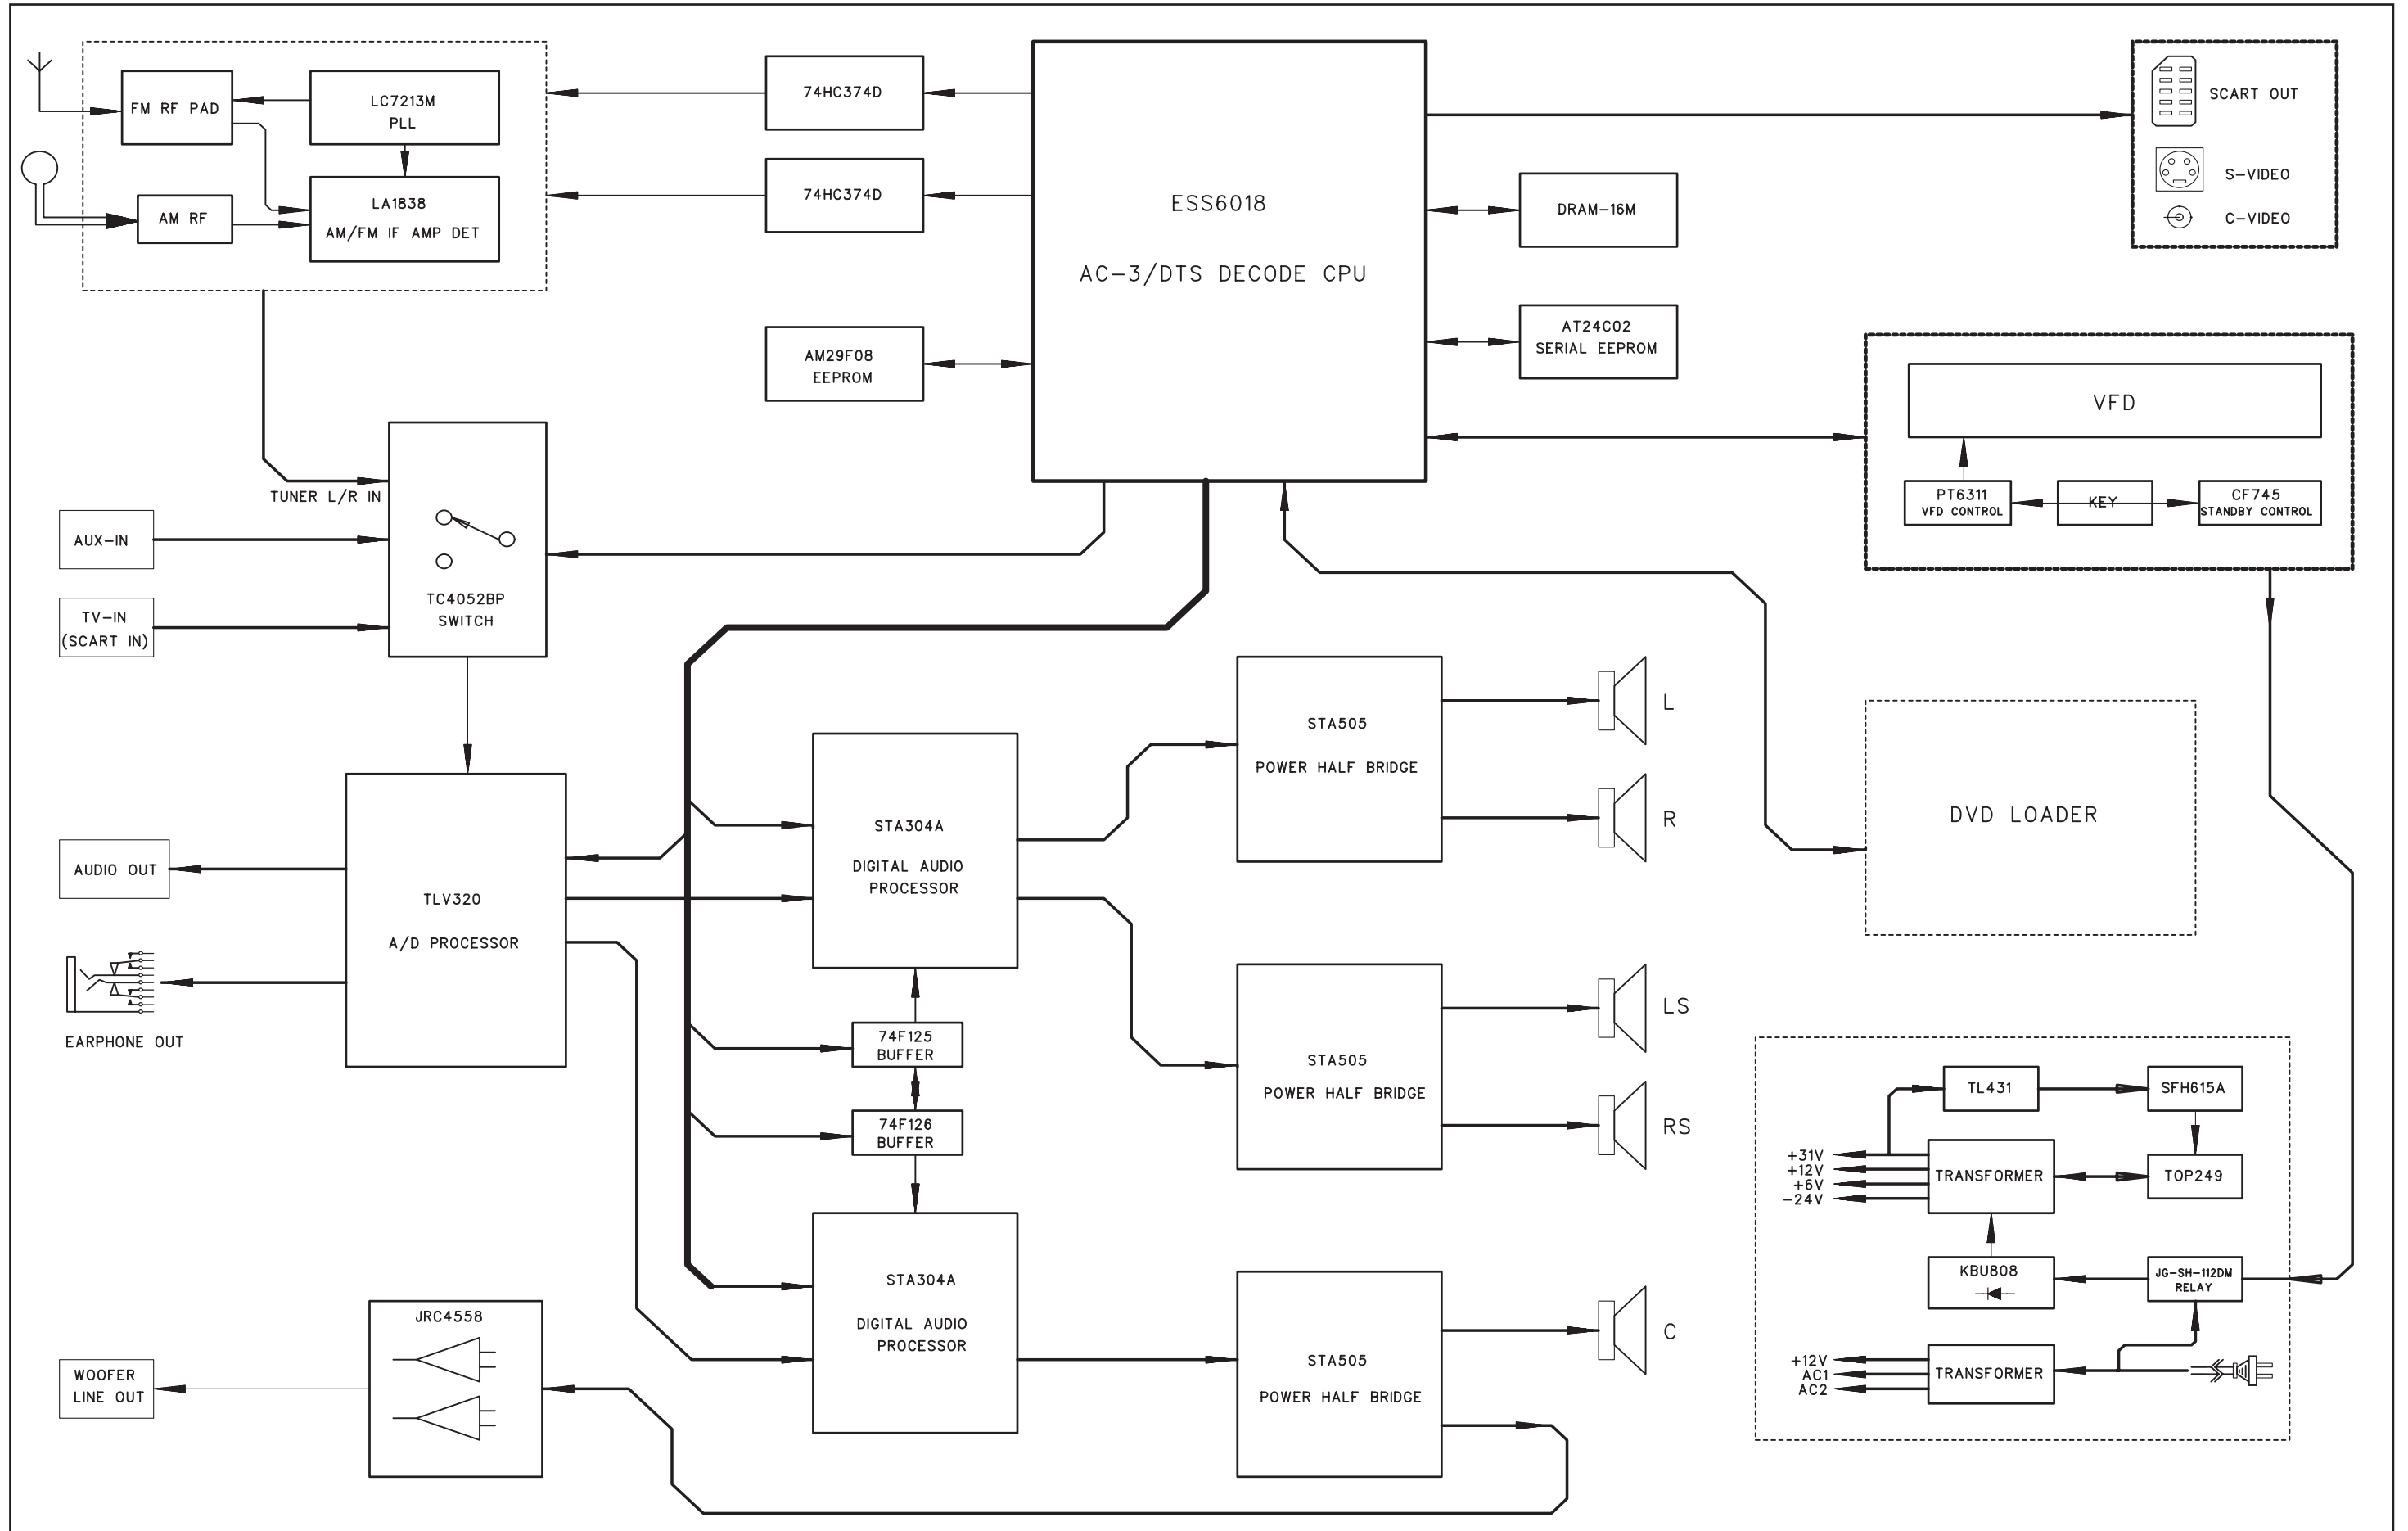 FM RF PAD
LC7213M
PLL
AM RF
LA1838
AM/FM IF AMP DET
74HC374D
74HC374D
AM29F08
EEPROM
ESS6018
AC-3/DTS DECODE CPU
DRAM-16M
AT24C02
SERIAL EEPROM
SCART OUT
S-VIDEO
C-VIDEO
VFD
PT6311
VFD CONTROL
KEY
CF745
STANDBY CONTROL
TUNER L/R IN
AUX-IN
TV-IN
(SCART IN)
TC4052BP
SWITCH
AUDIO OUT
EARPHONE OUT
TLV320
A/D PROCESSOR
STA304A
DIGITAL AUDIO
PROCESSOR
74F125
BUFFER
74F126
BUFFER
STA304A
DIGITAL AUDIO
PROCESSOR
STA505
POWER HALF BRIDGE
L
R
STA505
POWER HALF BRIDGE
LS
RS
STA505
POWER HALF BRIDGE
C
DVD LOADER
JRC4558
WOOFER
LINE OUT
TL431
SFH615A
+31V
+12V
+6V
-24V
TRANSFORMER
TOP249
KBU808
JG-SH-112DM
RELAY
+12V
AC1
AC2
TRANSFORMER